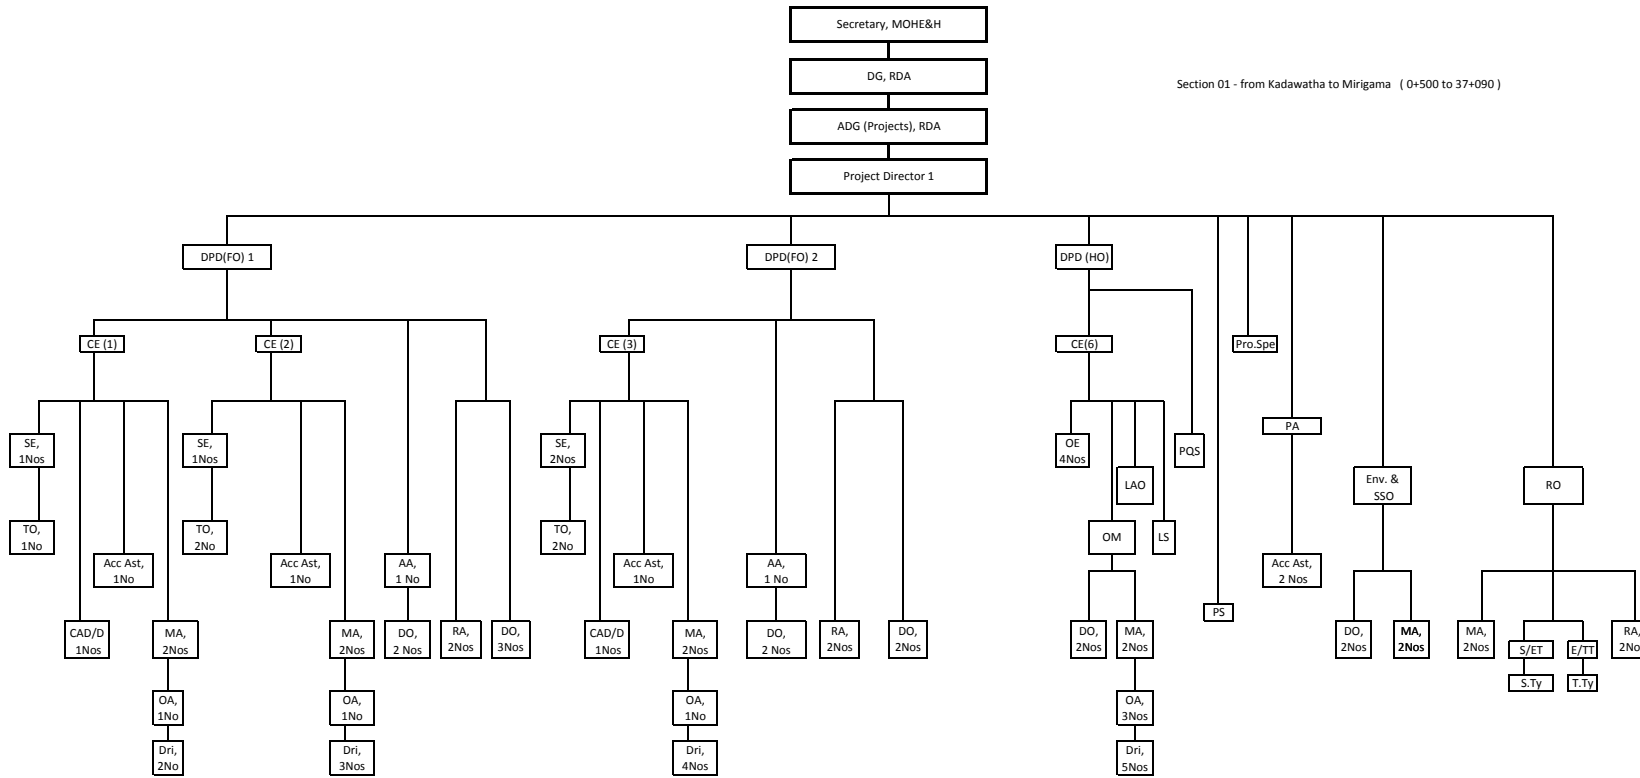 Secretary, MOHE&H
DG, RDA
Section 01 - from Kadawatha to Mirigama ( 0+500 to 37+090 )
ADG (Projects), RDA
Project Director 1
DPD(FO) 1
DPD(FO) 2
DPD (HO)
CE (1)
CE (2)
CE (3)
CE(6)
Pro.Spe
PA
SE,
1Nos
SE,
1Nos
SE,
2Nos
OE
4Nos
PQS
LAO
Env. &
SSO
RO
TO,
1No
TO,
2No
TO,
2No
OM
LS
Acc Ast,
1No
Acc Ast,
1No
AA,
1 No
Acc Ast,
1No
AA,
1 No
Acc Ast,
2 Nos
PS
CAD/D
1Nos
MA,
2Nos
MA,
2Nos
DO,
2 Nos
RA,
2Nos
DO,
3Nos
CAD/D
1Nos
MA,
2Nos
DO,
2 Nos
RA,
2Nos
DO,
2Nos
DO,
2Nos
MA,
2Nos
DO,
2Nos
MA,
2Nos
MA,
2Nos
S/ET
E/TT
RA,
2Nos
S.Ty
T.Ty
OA,
1No
OA,
1No
OA,
1No
OA,
3Nos
Dri,
2No
Dri,
3Nos
Dri,
4Nos
Dri,
5Nos